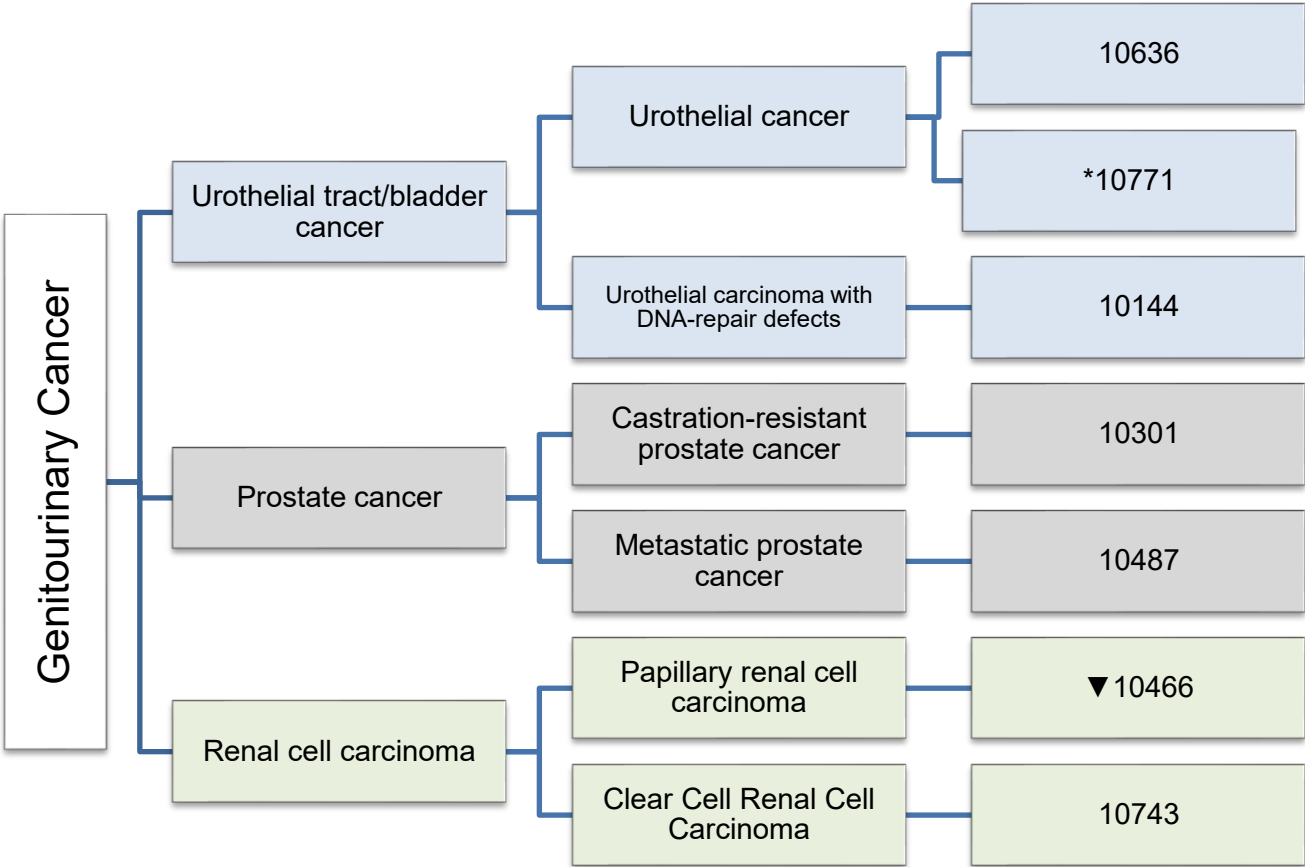 Genitourinary Cancer
Urothelial tract/bladder
cancer
Urothelial cancer
10636
*10771
Urothelial carcinoma with
DNA-repair defects
10144
Prostate cancer
Castration-resistant
prostate cancer
10301
Metastatic prostate
cancer
10487
Renal cell carcinoma
Papillary renal cell
carcinoma
▼10466
Clear Cell Renal Cell
Carcinoma
10743